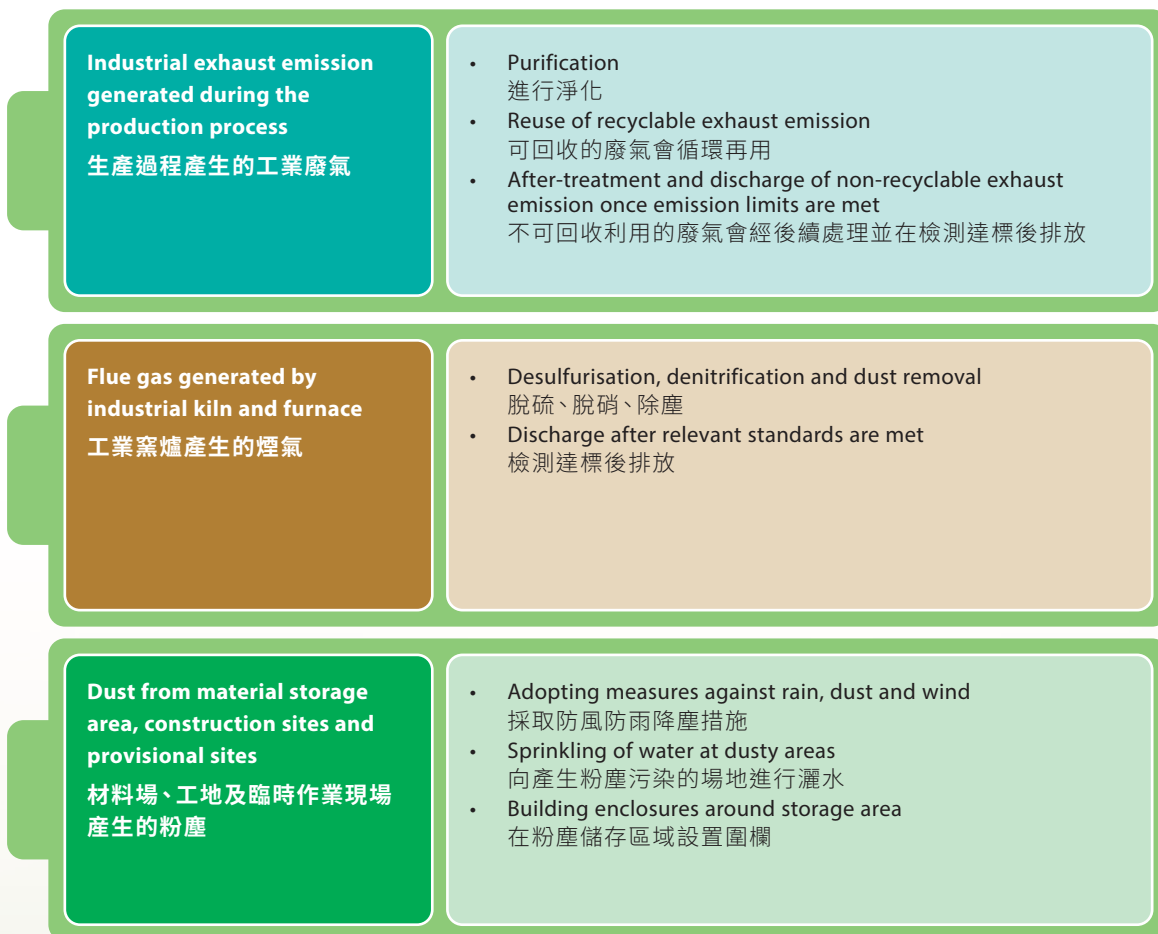 Industrial exhaust emission
generated during the
production process
生產過程產生的工業廢氣
• Purification
進行淨化
• Reuse of recyclable exhaust emission
可回收的廢氣會循環再用
• After-treatment and discharge of non-recyclable exhaust
emission once emission limits are met
不可回收利用的廢氣會經後續處理並在檢測達標後排放
Flue gas generated by
industrial kiln and furnace
工業窯爐產生的煙氣
• Desulfurisation, denitrification and dust removal
脫硫、脫硝、除塵
• Discharge after relevant standards are met
檢測達標後排放
Dust from material storage
area, construction sites and
provisional sites
材料場、工地及臨時作業現場
產生的粉塵
• Adopting measures against rain, dust and wind
採取防風防雨降塵措施
• Sprinkling of water at dusty areas
向產生粉塵污染的場地進行灑水
• Building enclosures around storage area
在粉塵儲存區域設置圍欄